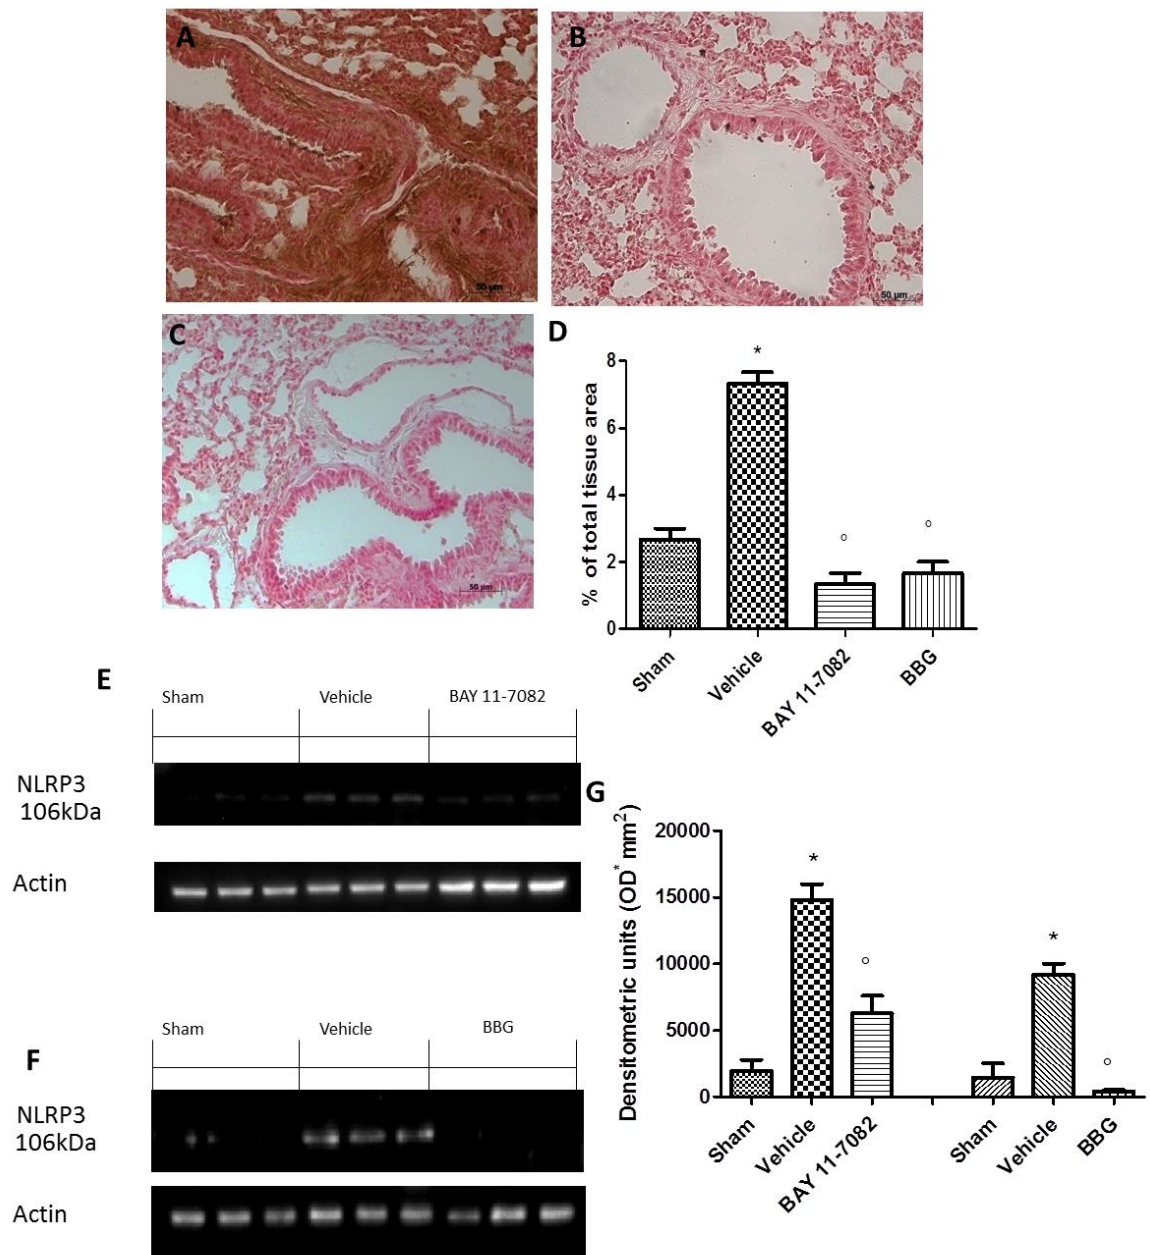 A
50 µm
B
50 µm
C
50 µm
D
% of total tissue area
8
6
4
2
0
*
°
°
Sham
Vehicle
BAY 11-7082
BBG
E
Sham Vehicle BAY 11-7082
NLRP3
106kDa
Actin
F
Sham Vehicle BBG
NLRP3
106kDa
Actin
G
Densitometric units (OD* mm²)
20000
15000
10000
5000
0
*
°
*
°
Sham
Vehicle
BAY 11-7082
Sham
Vehicle
BBG